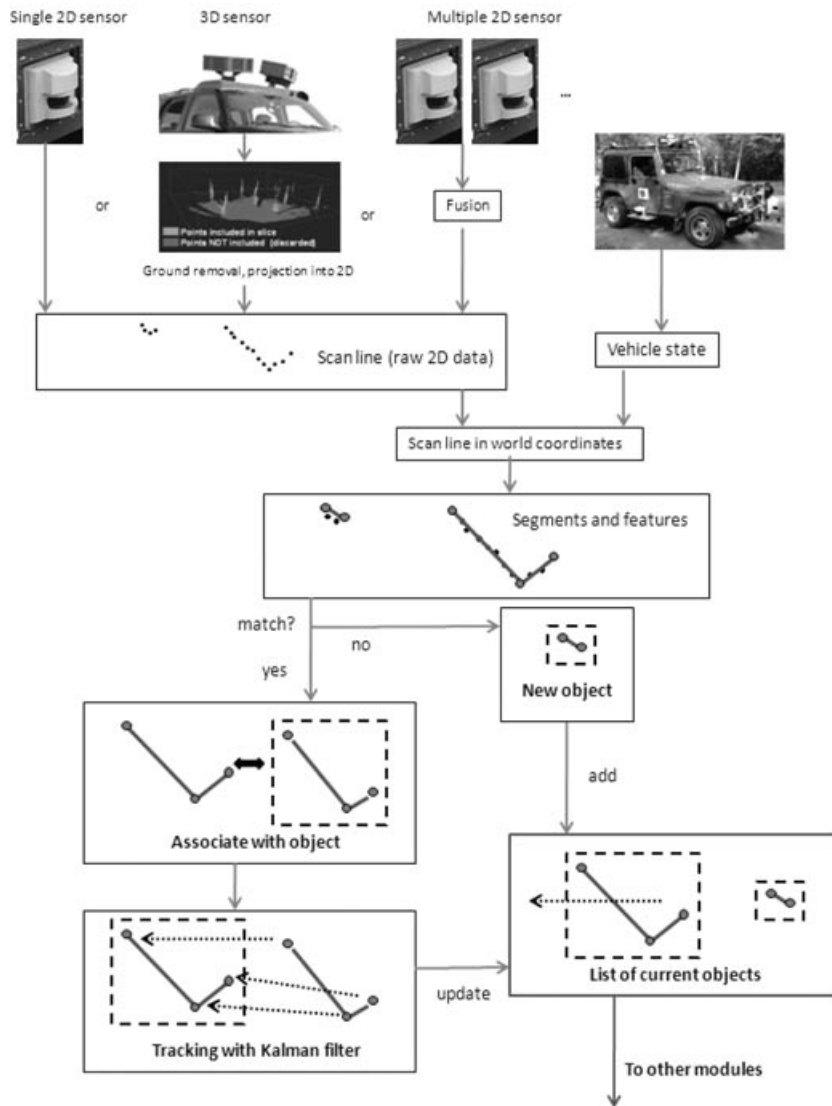 Single 2D sensor
3D sensor
Multiple 2D sensor
...
or
Points included in slice
Points NOT included (discarded)
or
Fusion
Ground removal, projection into 2D
Scan line (raw 2D data)
Vehicle state
Scan line in world coordinates
Segments and features
match?
no
yes
New object
add
Associate with object
List of current objects
update
Tracking with Kalman filter
To other modules